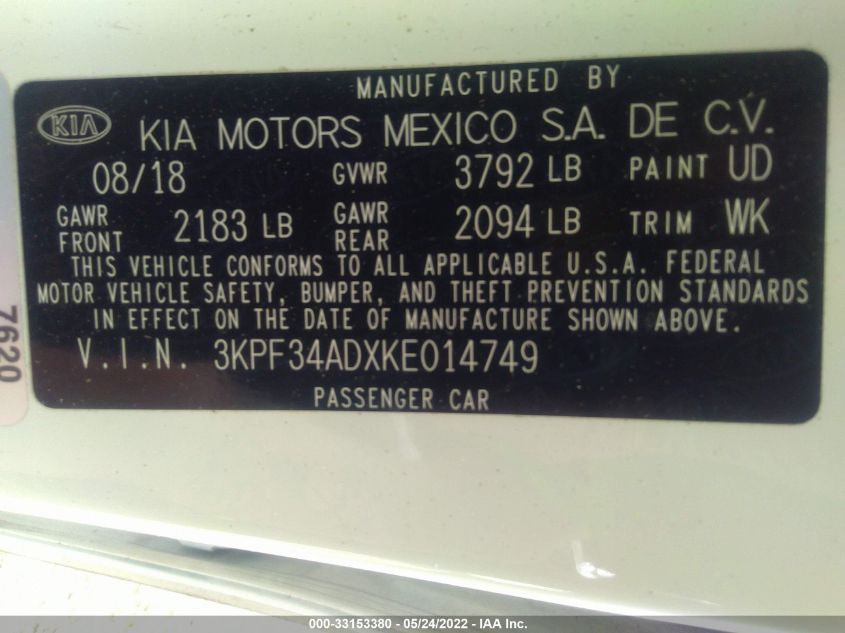 MANUFACTURED BY
KIA KIA MOTORS MEXICO S.A. DE C.V.
08/18 GVWR 3792 LB PAINT UD
GAWR FRONT 2183 LB GAWR REAR 2094 LB TRIM WK
THIS VEHICLE CONFORMS TO ALL APPLICABLE U.S.A. FEDERAL
MOTOR VEHICLE SAFETY, BUMPER, AND THEFT PREVENTION STANDARDS
IN EFFECT ON THE DATE OF MANUFACTURE SHOWN ABOVE.
V.I.N. 3KPF34ADXKE014749
PASSENGER CAR
7620
000-33153380 - 05/24/2022 - IAA Inc.